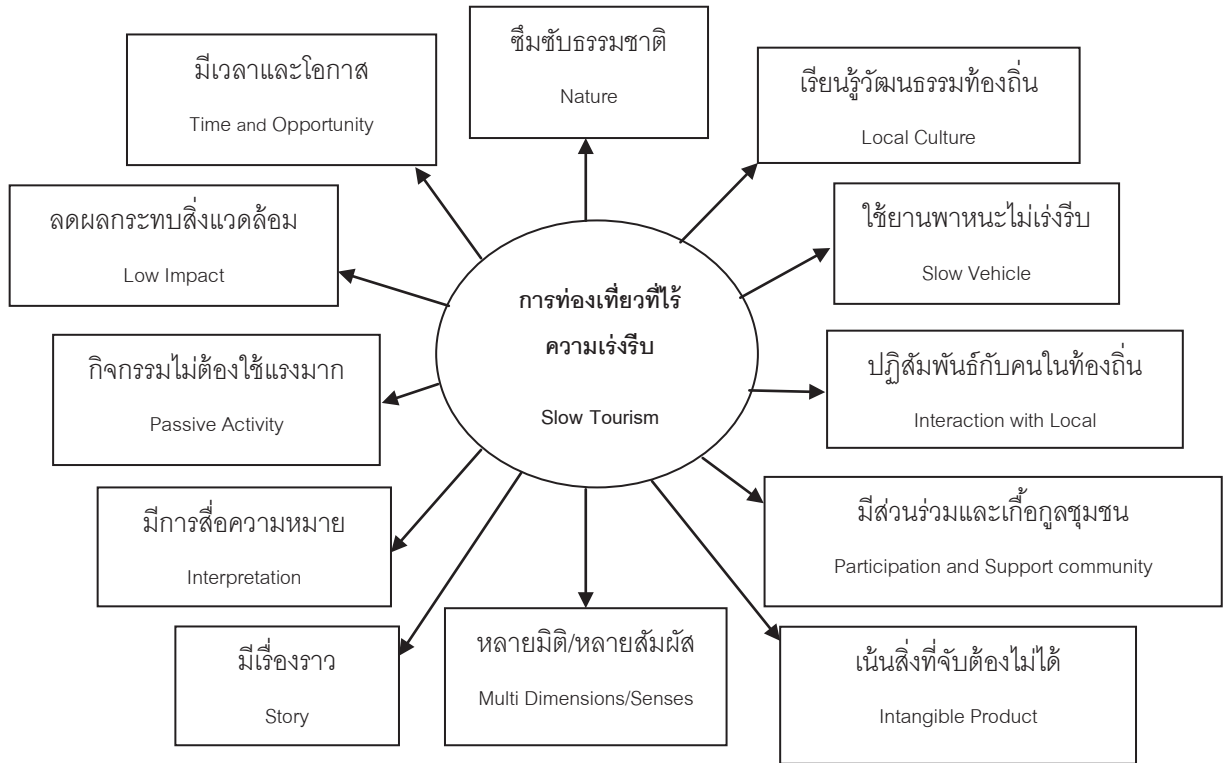 ซึมซับธรรมชาติ
Nature
มีเวลาและโอกาส
Time and Opportunity
เรียนรู้วัฒนธรรมท้องถิ่น
Local Culture
ลดผลกระทบสิ่งแวดล้อม
Low Impact
ใช้ยานพาหนะไม่เร่งรีบ
Slow Vehicle
การท่องเที่ยวที่ไร้
ความเร่งรีบ
Slow Tourism
กิจกรรมไม่ต้องใช้แรงมาก
Passive Activity
ปฏิสัมพันธ์กับคนในท้องถิ่น
Interaction with Local
มีการสื่อความหมาย
Interpretation
มีส่วนร่วมและเกื้อกูลชุมชน
Participation and Support community
มีเรื่องราว
Story
หลายมิติ/หลายสัมผัส
Multi Dimensions/Senses
เน้นสิ่งที่จับต้องไม่ได้
Intangible Product